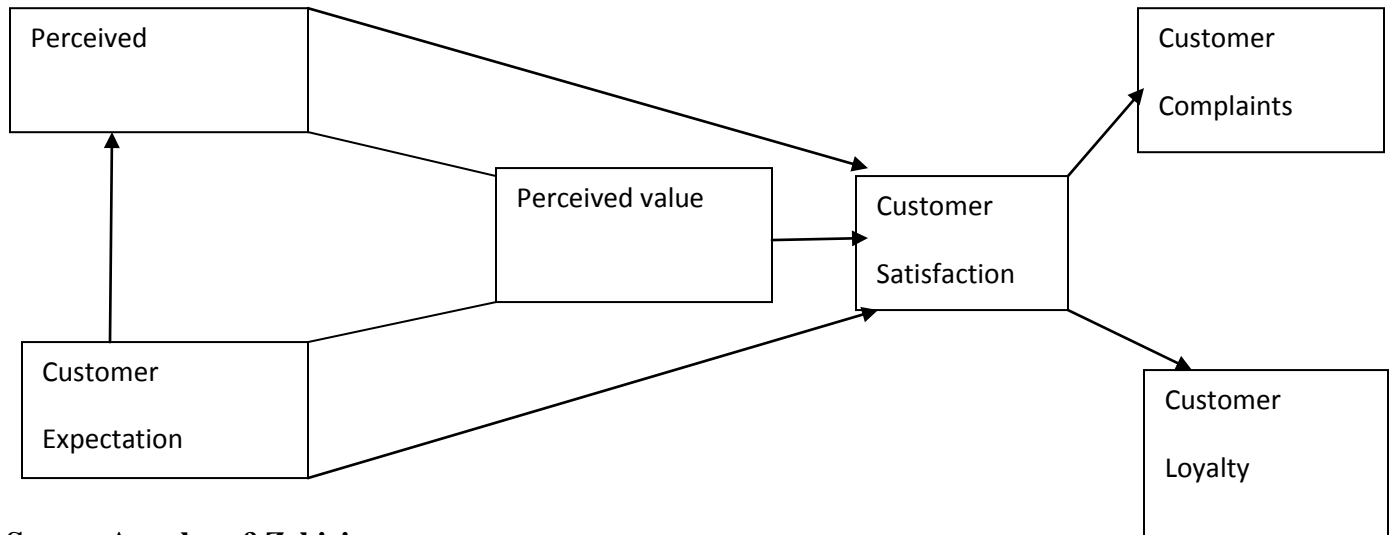 Perceived
Customer
Complaints
Perceived value
Customer
Satisfaction
Customer
Expectation
Customer
Loyalty